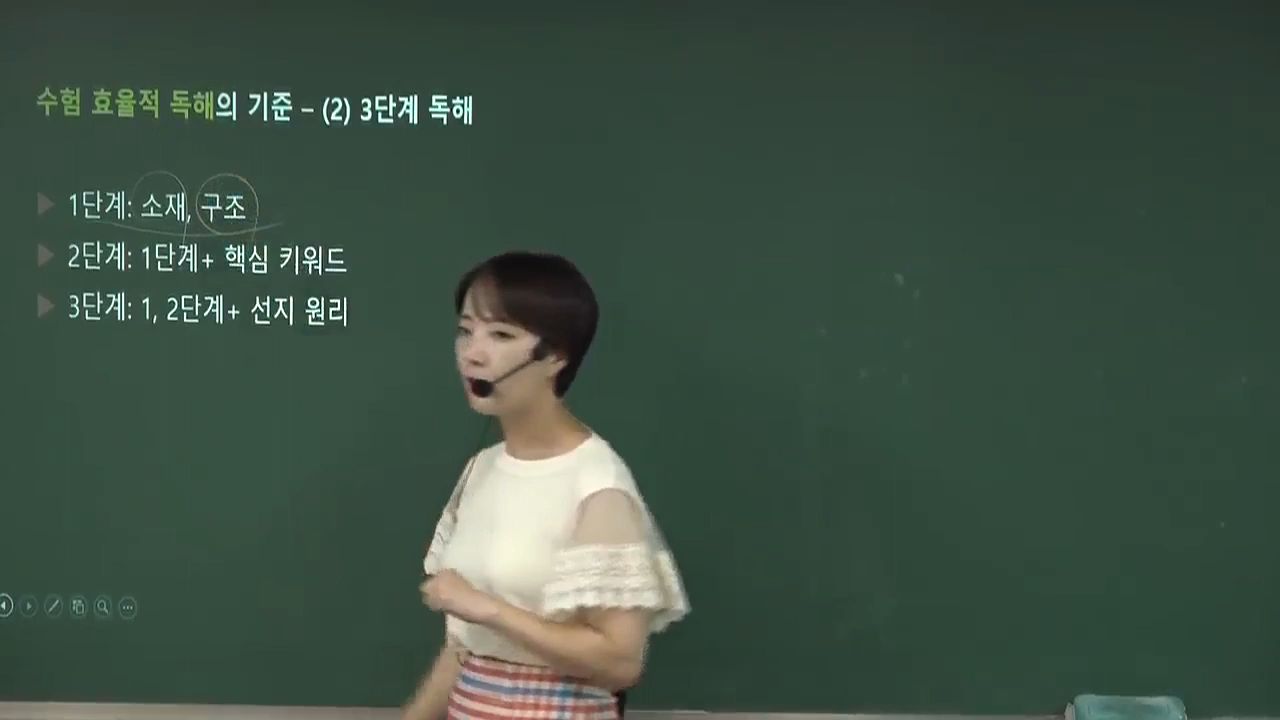 수험 효율적 독해의 기준 – (2) 3단계 독해
1단계: 소재, 구조
2단계: 1단계+ 핵심 키워드
3단계: 1, 2단계+ 선지 원리